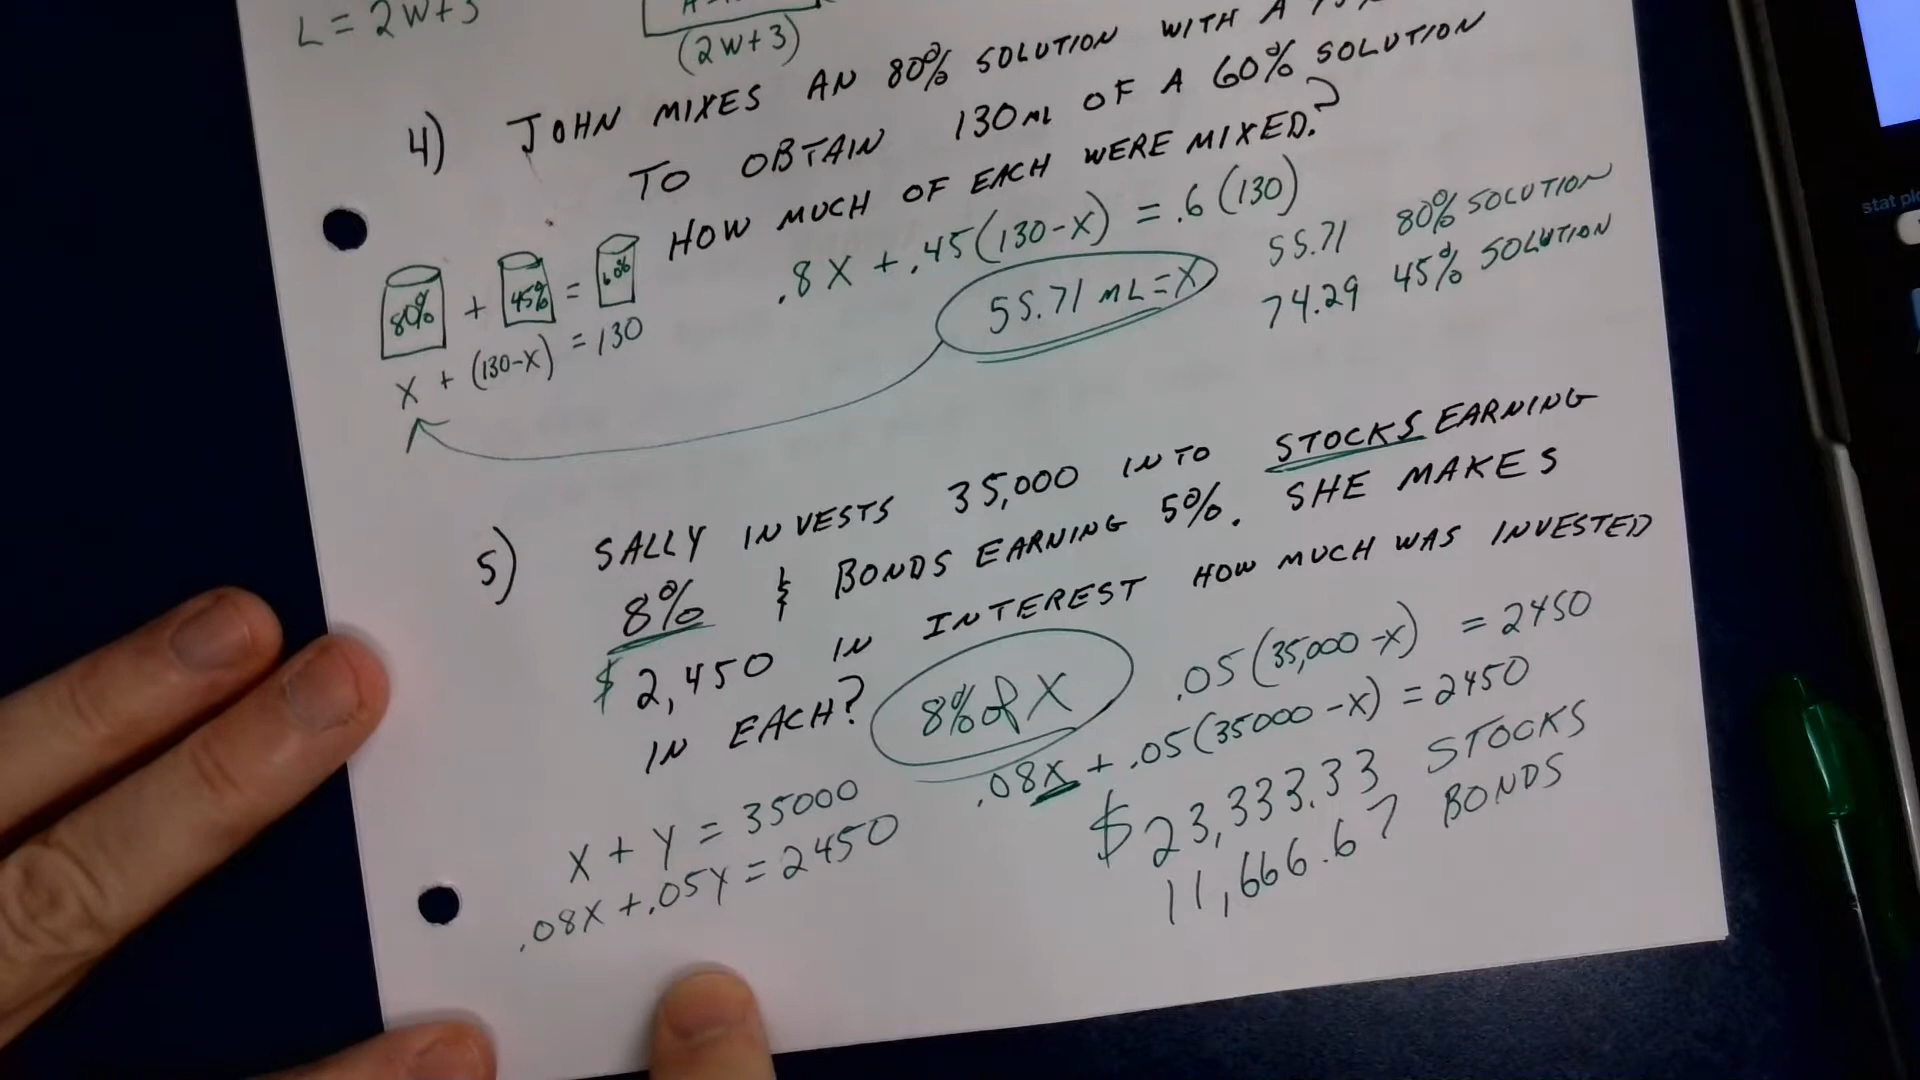 L = 2W+3
(2W+3)
4) JOHN MIXES AN 80% SOLUTION WITH A
TO OBTAIN 130 ML OF A 60% SOLUTION
HOW MUCH OF EACH WERE MIXED?
80% + 45% = 60%
X + (130-X) = 130
.8X + .45(130-X) = .6(130)
55.71 ML = X
55.71 80% SOLUTION
74.29 45% SOLUTION
5) SALLY INVESTS 35,000 INTO STOCKS EARNING
8% & BONDS EARNING 5%. SHE MAKES
$2,450 IN INTEREST HOW MUCH WAS INVESTED
IN EACH?
8% of X
.05(35,000-X) = 2450
.08X + .05(35000-X) = 2450
$23,333.33 STOCKS
11,666.67 BONDS
X + Y = 35000
.08X + .05Y = 2450